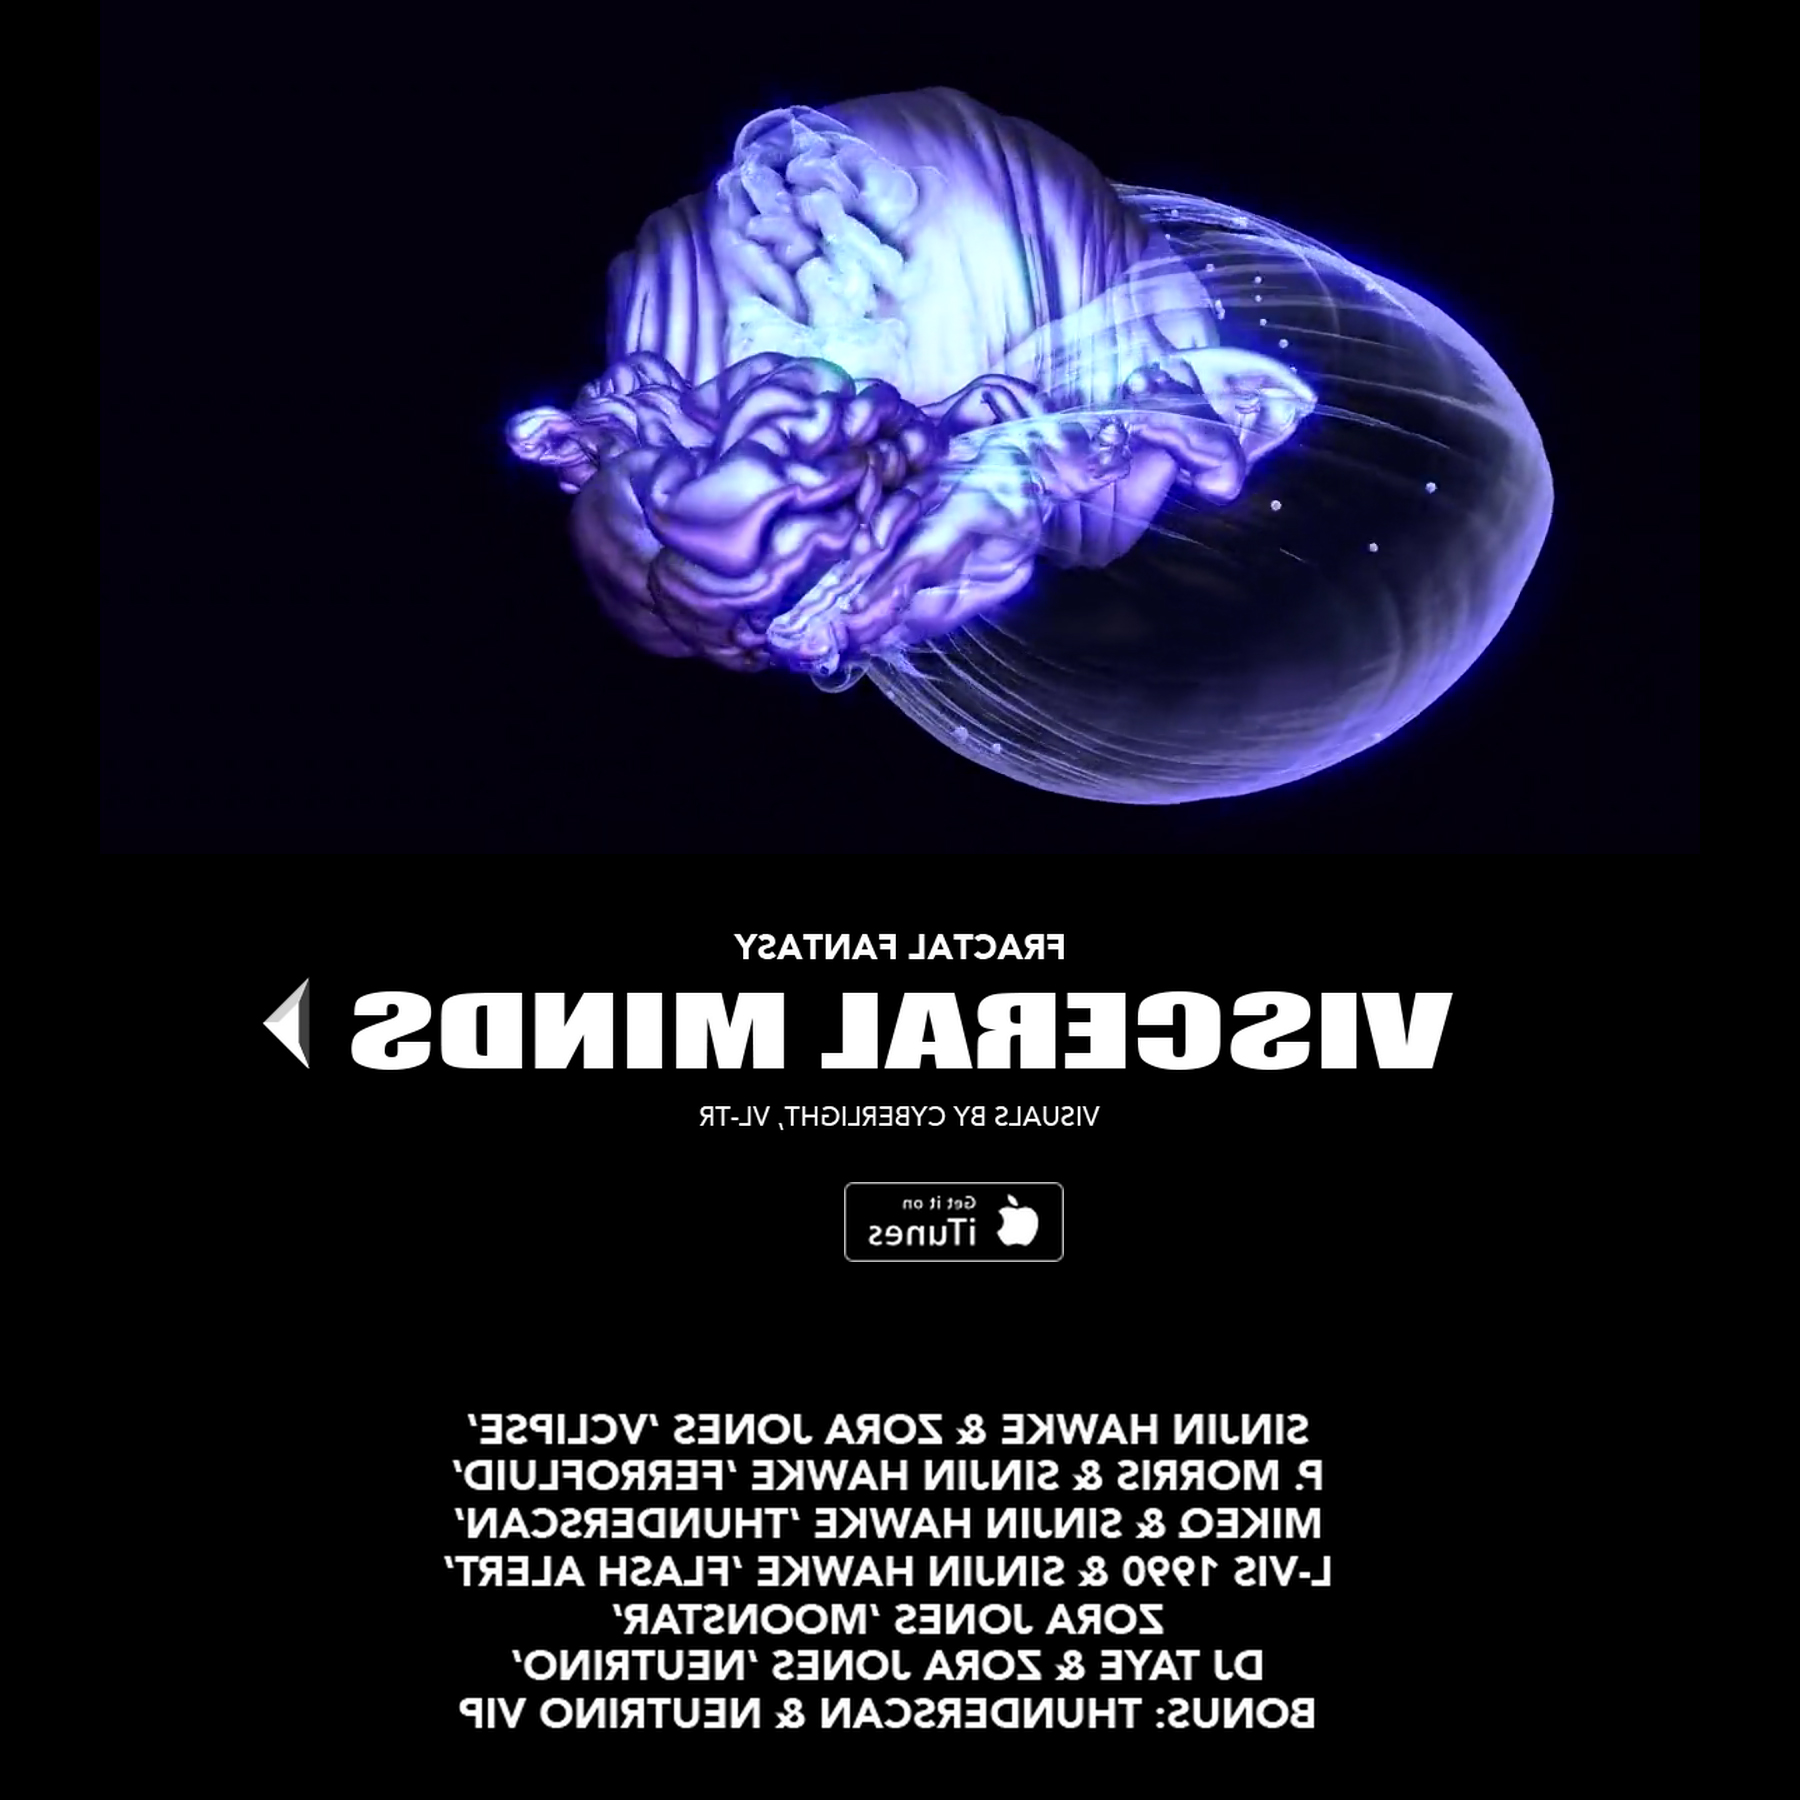 FRACTAL FANTASY
VISCERAL MINDS
VISUALS BY CYBERLIGHT, VL-TR
Get it on
iTunes
SINJIN HAWKE & ZORA JONES 'VCLIPSE'
P. MORRIS & SINJIN HAWKE 'FERROFLUID'
MIKEQ & SINJIN HAWKE 'THUNDERSCAN'
L-VIS 1990 & SINJIN HAWKE 'FLASH ALERT'
ZORA JONES 'MOONSTAR'
DJ TAYE & ZORA JONES 'NEUTRINO'
BONUS: THUNDERSCAN & NEUTRINO VIP